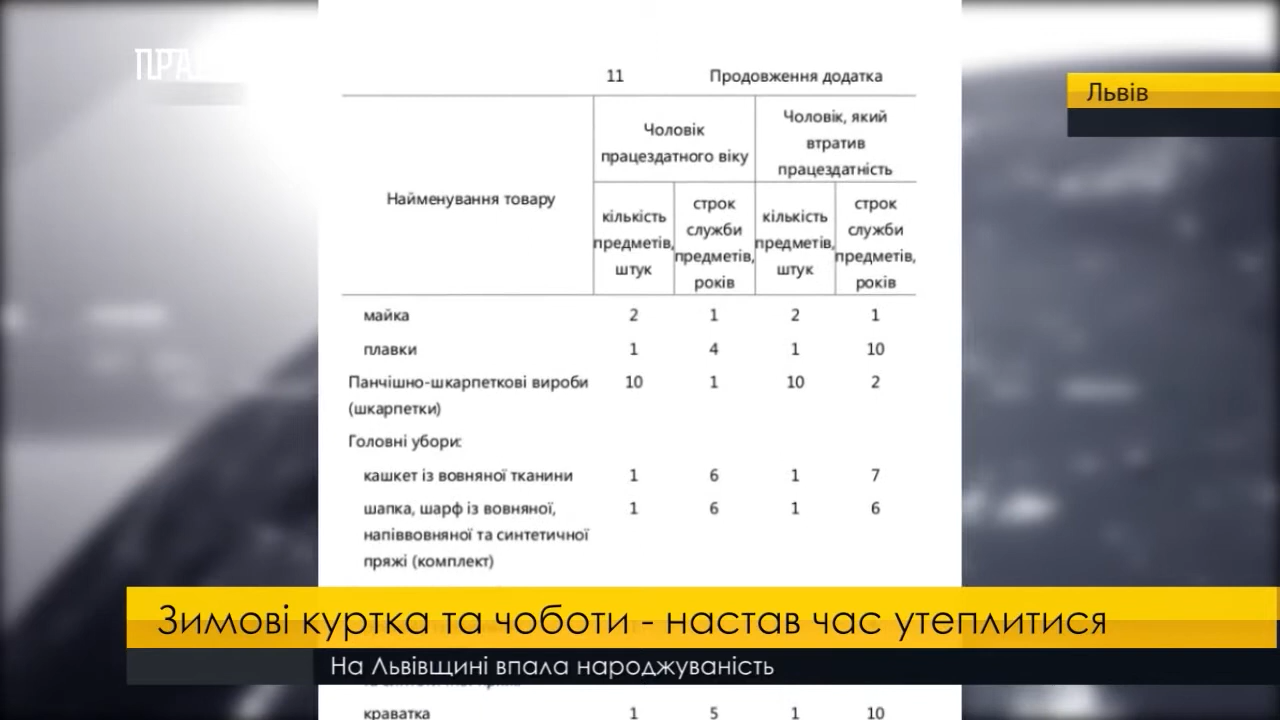 11 Продовження додатка
Львів
Найменування товару
Чоловік
працездатного віку
Чоловік, який
втратив
працездатність
кількість
предметів,
штук
строк
служби
предметів,
років
кількість
предметів,
штук
строк
служби
предметів,
років
майка 2 1 2 1
плавки 1 4 1 10
Панчішно-шкарпеткові вироби 10 1 10 2
(шкарпетки)
Головні убори:
кашкет із вовняної тканини 1 6 1 7
шапка, шарф із вовняної, 1 6 1 6
напіввовняної та синтетичної
пряжі (комплект)
Зимові куртка та чоботи - настав час утеплитися
На Львівщині впала народжуваність
краватка 1 5 1 10